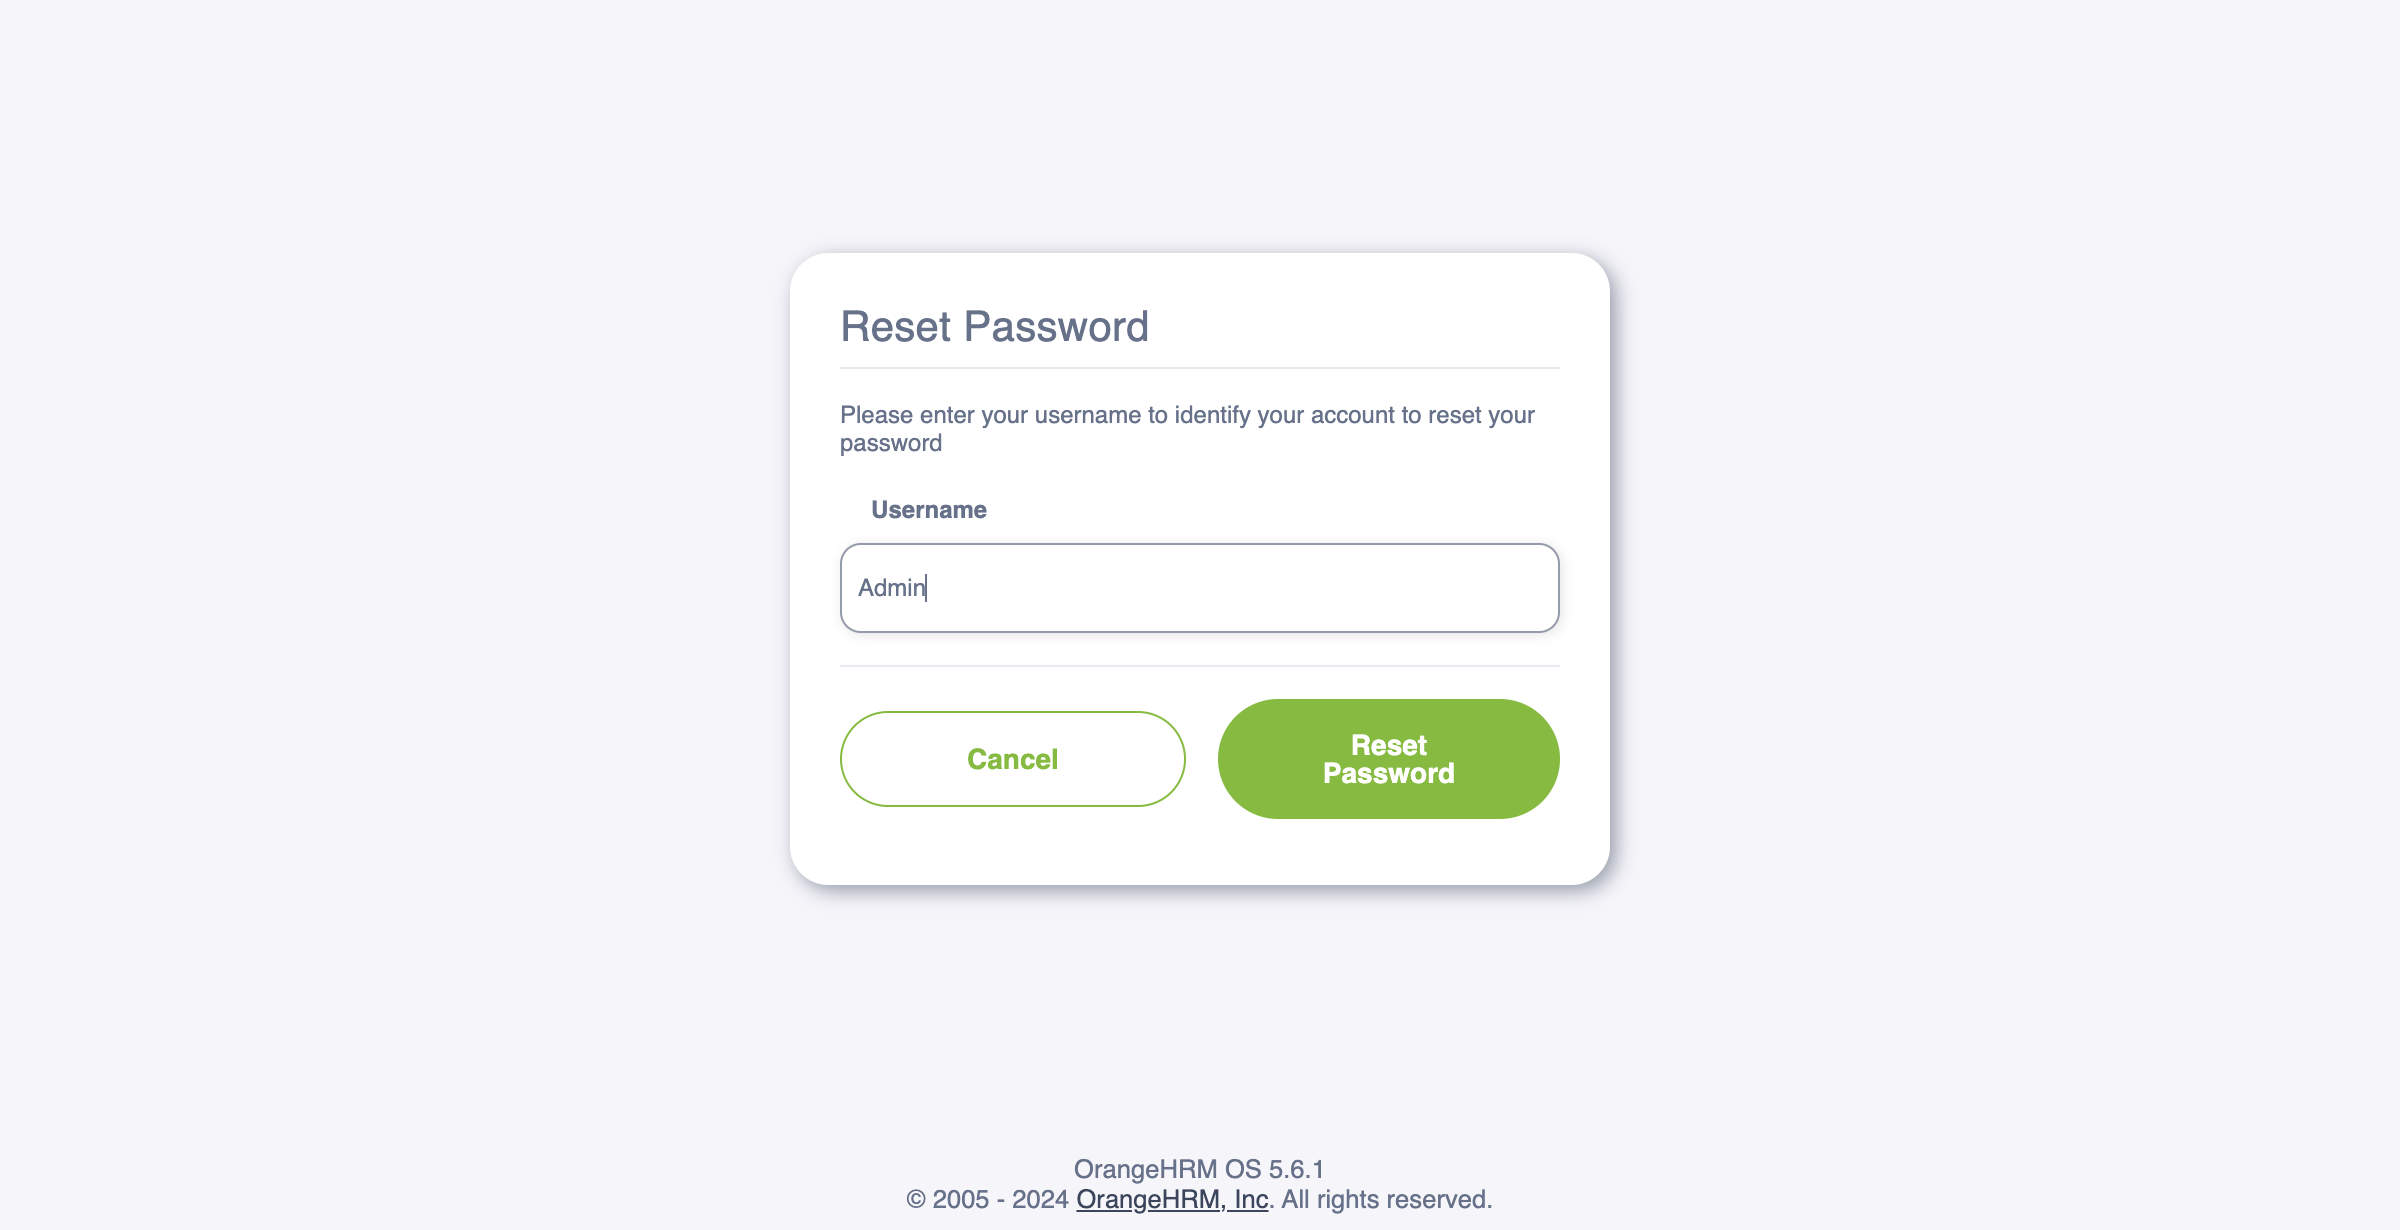 Reset Password
Please enter your username to identify your account to reset your
password
Username
Admin
Cancel
Reset
Password
OrangeHRM OS 5.6.1
© 2005 - 2024 OrangeHRM, Inc. All rights reserved.